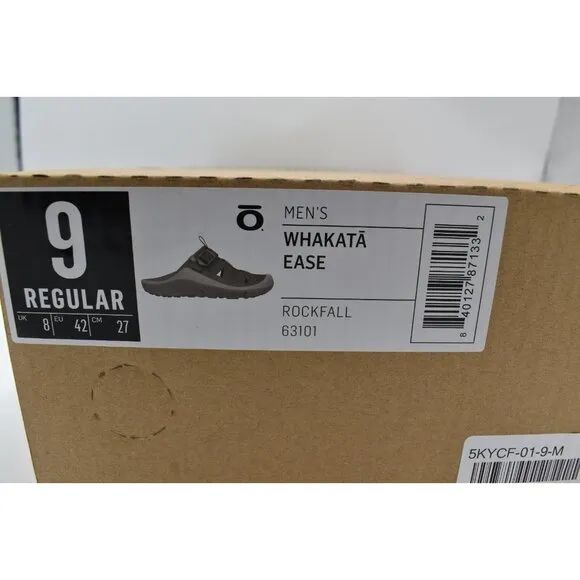 9
REGULAR
UK 8 EU 42 CM 27
ō
MEN'S
WHAKATĀ
EASE
ROCKFALL
63101
8 40127 87133 2
5KYCF-01-9-M